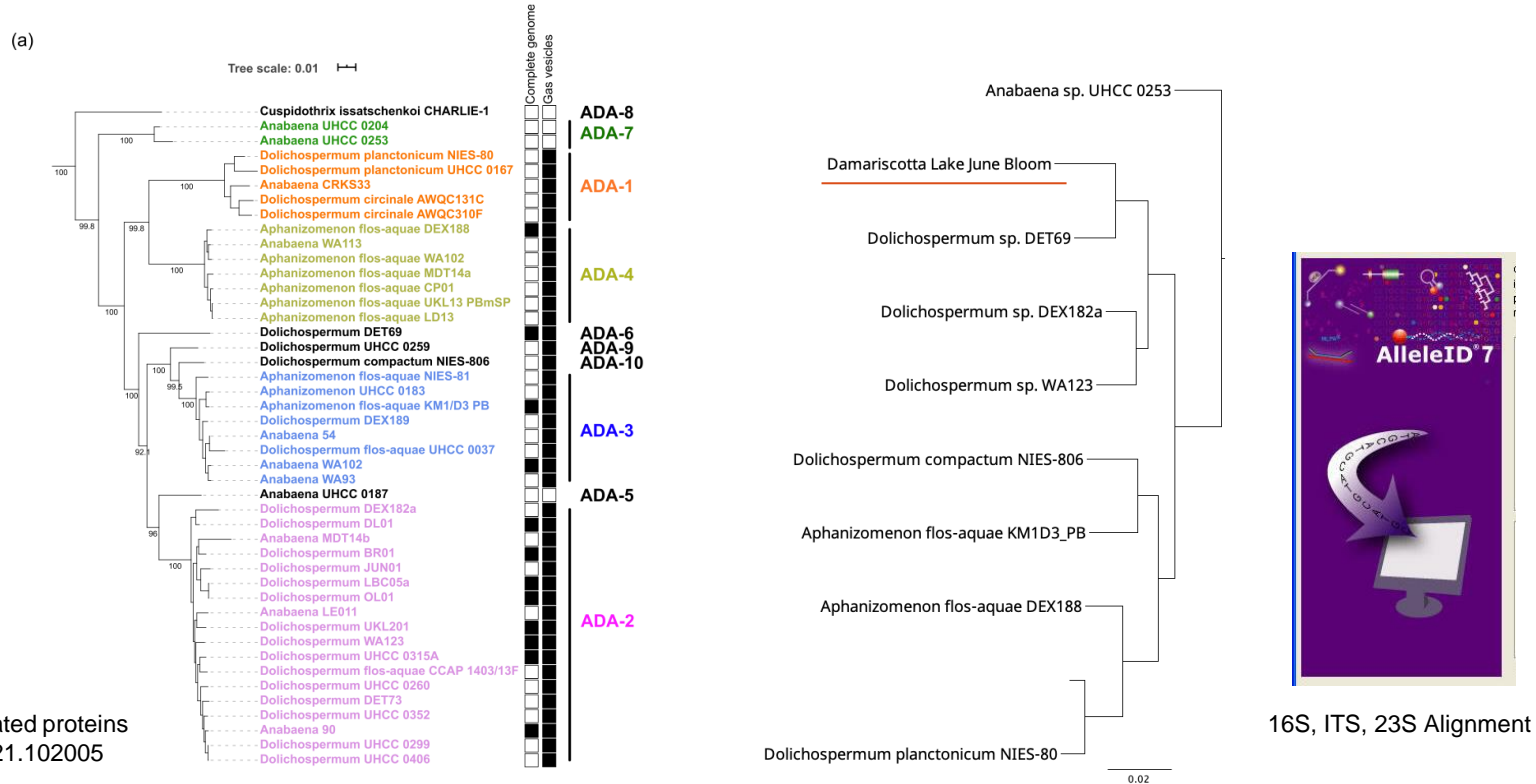 (a)
Tree scale: 0.01
Complete genome
Gas vesicles
Cuspidothrix issatschenkoi CHARLIE-1
Anabaena UHCC 0204
Anabaena UHCC 0253
Dolichospermum planctonicum NIES-80
Dolichospermum planctonicum UHCC 0167
Anabaena CRKS33
Dolichospermum circinale AWQC131C
Dolichospermum circinale AWQC310F
Aphanizomenon flos-aquae DEX188
Anabaena WA113
Aphanizomenon flos-aquae WA102
Aphanizomenon flos-aquae MDT14a
Aphanizomenon flos-aquae CP01
Aphanizomenon flos-aquae UKL13 PBmSP
Aphanizomenon flos-aquae LD13
Dolichospermum DET69
Dolichospermum UHCC 0259
Dolichospermum compactum NIES-806
Aphanizomenon flos-aquae NIES-81
Aphanizomenon UHCC 0183
Aphanizomenon flos-aquae KM1/D3 PB
Dolichospermum DEX189
Anabaena 54
Dolichospermum flos-aquae UHCC 0037
Anabaena WA102
Anabaena WA93
Anabaena UHCC 0187
Dolichospermum DEX182a
Dolichospermum DL01
Anabaena MDT14b
Dolichospermum BR01
Dolichospermum JUN01
Dolichospermum LBC05a
Dolichospermum OL01
Anabaena LE011
Dolichospermum UKL201
Dolichospermum WA123
Dolichospermum UHCC 0315A
Dolichospermum flos-aquae CCAP 1403/13F
Dolichospermum UHCC 0260
Dolichospermum DET73
Dolichospermum UHCC 0352
Anabaena 90
Dolichospermum UHCC 0299
Dolichospermum UHCC 0406
100
100
99.8
100
99.8
100
100
100
99.5
100
100
92.1
96
100
ADA-8
ADA-7
ADA-1
ADA-4
ADA-6
ADA-9
ADA-10
ADA-3
ADA-5
ADA-2
ated proteins
21.102005
Anabaena sp. UHCC 0253
Damariscotta Lake June Bloom
Dolichospermum sp. DET69
Dolichospermum sp. DEX182a
Dolichospermum sp. WA123
Dolichospermum compactum NIES-806
Aphanizomenon flos-aquae KM1D3_PB
Aphanizomenon flos-aquae DEX188
Dolichospermum planctonicum NIES-80
0.02
AlleleID® 7
16S, ITS, 23S Alignment